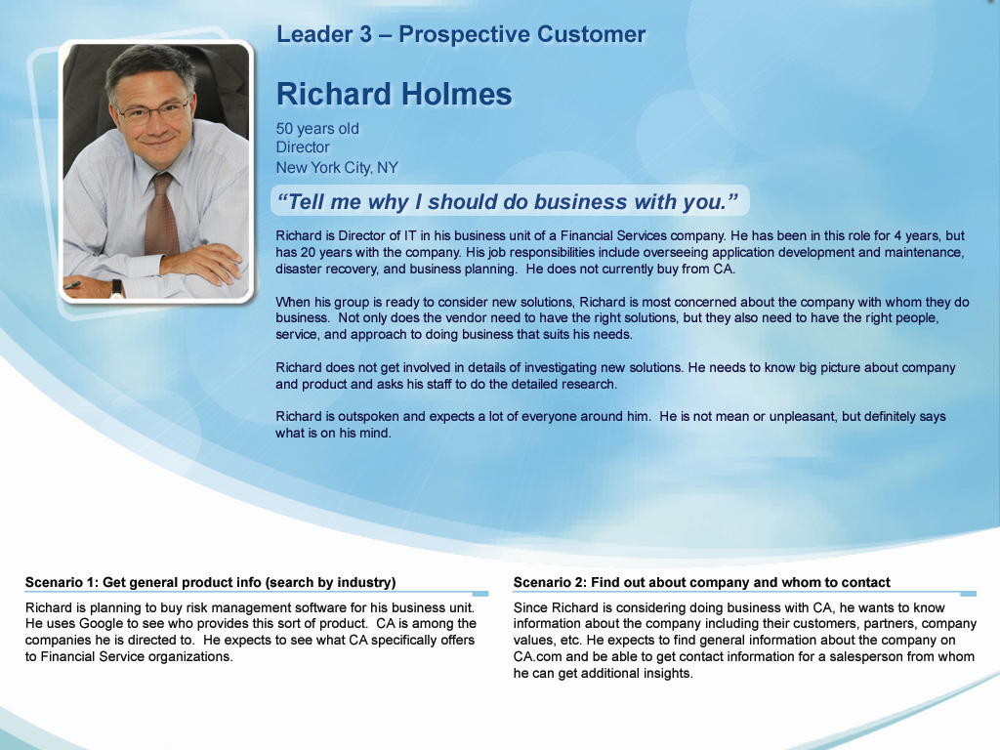 Leader 3 – Prospective Customer
Richard Holmes
50 years old
Director
New York City, NY
“Tell me why I should do business with you.”
Richard is Director of IT in his business unit of a Financial Services company. He has been in this role for 4 years, but
has 20 years with the company. His job responsibilities include overseeing application development and maintenance,
disaster recovery, and business planning.  He does not currently buy from CA.
When his group is ready to consider new solutions, Richard is most concerned about the company with whom they do
business.  Not only does the vendor need to have the right solutions, but they also need to have the right people,
service, and approach to doing business that suits his needs.
Richard does not get involved in details of investigating new solutions. He needs to know big picture about company
and product and asks his staff to do the detailed research.
Richard is outspoken and expects a lot of everyone around him.  He is not mean or unpleasant, but definitely says
what is on his mind.
Scenario 1: Get general product info (search by industry)
Richard is planning to buy risk management software for his business unit.
He uses Google to see who provides this sort of product.  CA is among the
companies he is directed to.  He expects to see what CA specifically offers
to Financial Service organizations.
Scenario 2: Find out about company and whom to contact
Since Richard is considering doing business with CA, he wants to know
information about the company including their customers, partners, company
values, etc. He expects to find general information about the company on
CA.com and be able to get contact information for a salesperson from whom
he can get additional insights.